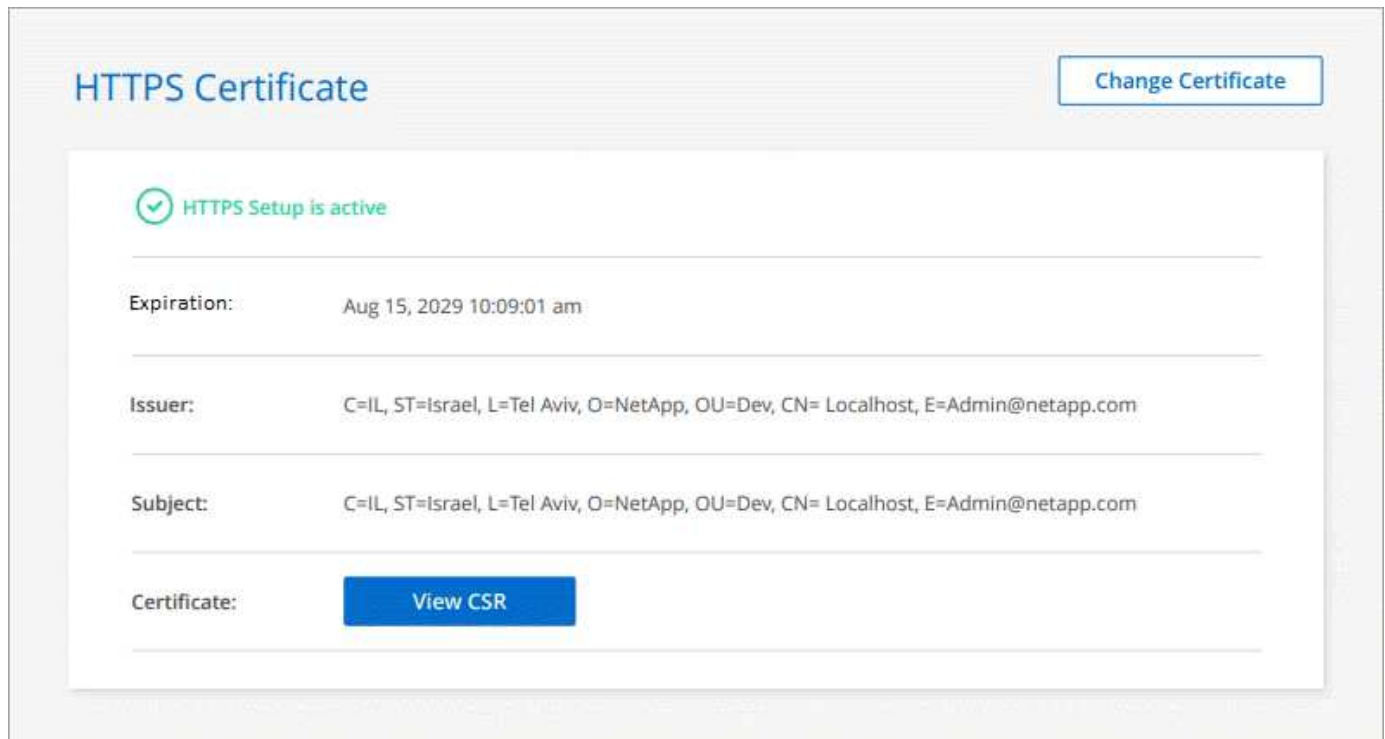 HTTPS Certificate
Change Certificate
HTTPS Setup is active
Expiration: Aug 15, 2029 10:09:01 am
Issuer: C=IL, ST=Israel, L=Tel Aviv, O=NetApp, OU=Dev, CN= Localhost, E=Admin@netapp.com
Subject: C=IL, ST=Israel, L=Tel Aviv, O=NetApp, OU=Dev, CN= Localhost, E=Admin@netapp.com
Certificate: View CSR